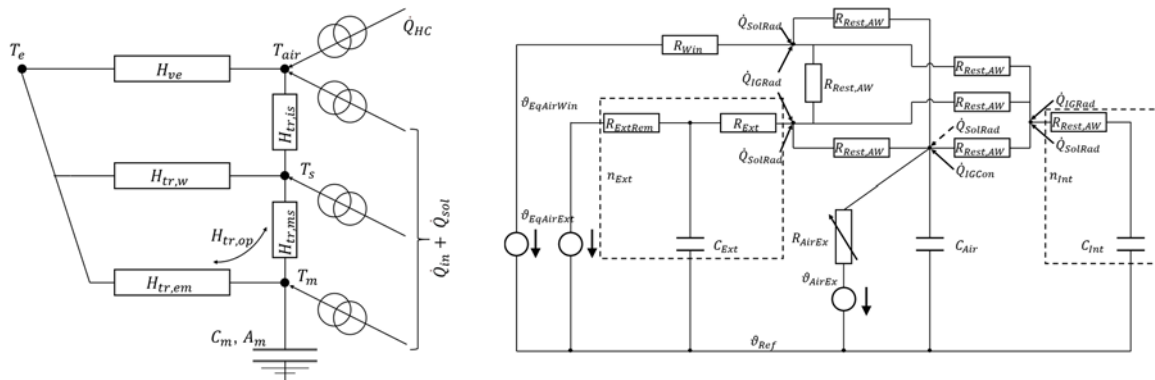 Q̇_HC
T_e
T_air
H_ve
H_tr,is
H_tr,w
T_s
H_tr,op
H_tr,ms
Q̇_in + Q̇_sol
H_tr,em
T_m
C_m, A_m
Q̇_SolRad
R_Rest,AW
R_Win
Q̇_IGRad
R_Rest,AW
R_Rest,AW
ϑ_EqAirWin
R_ExtRem
R_Ext
R_Rest,AW
Q̇_IGRad
Q̇_SolRad
R_Rest,AW
Q̇_SolRad
R_Rest,AW
R_Rest,AW
Q̇_SolRad
Q̇_IGCon
n_Ext
n_Int
ϑ_EqAirExt
C_Ext
R_AirEx
C_Air
C_Int
ϑ_AirEx
ϑ_Ref